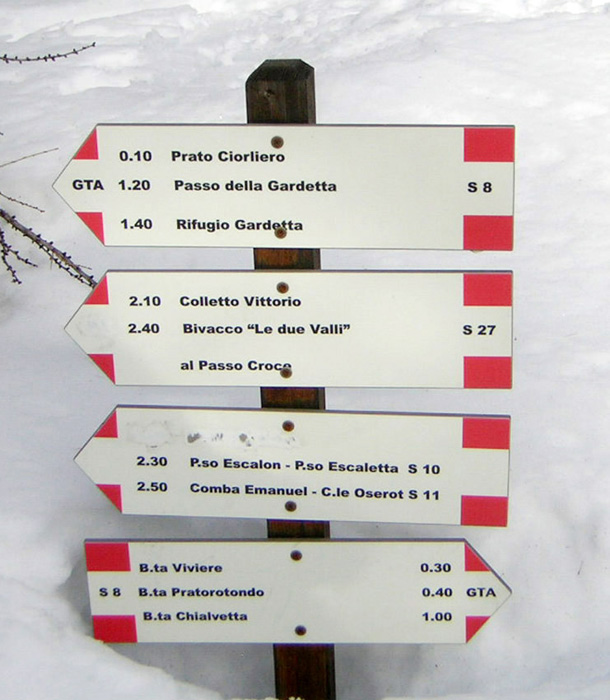 0.10 Prato Ciorliero
GTA 1.20 Passo della Gardetta S 8
1.40 Rifugio Gardetta
2.10 Colletto Vittorio
2.40 Bivacco “Le due Valli” S 27
al Passo Croce
2.30 P.so Escalon - P.so Escaletta S 10
2.50 Comba Emanuel - C.le Oserot S 11
B.ta Viviere 0.30
S 8 B.ta Pratorotondo 0.40 GTA
B.ta Chialvetta 1.00